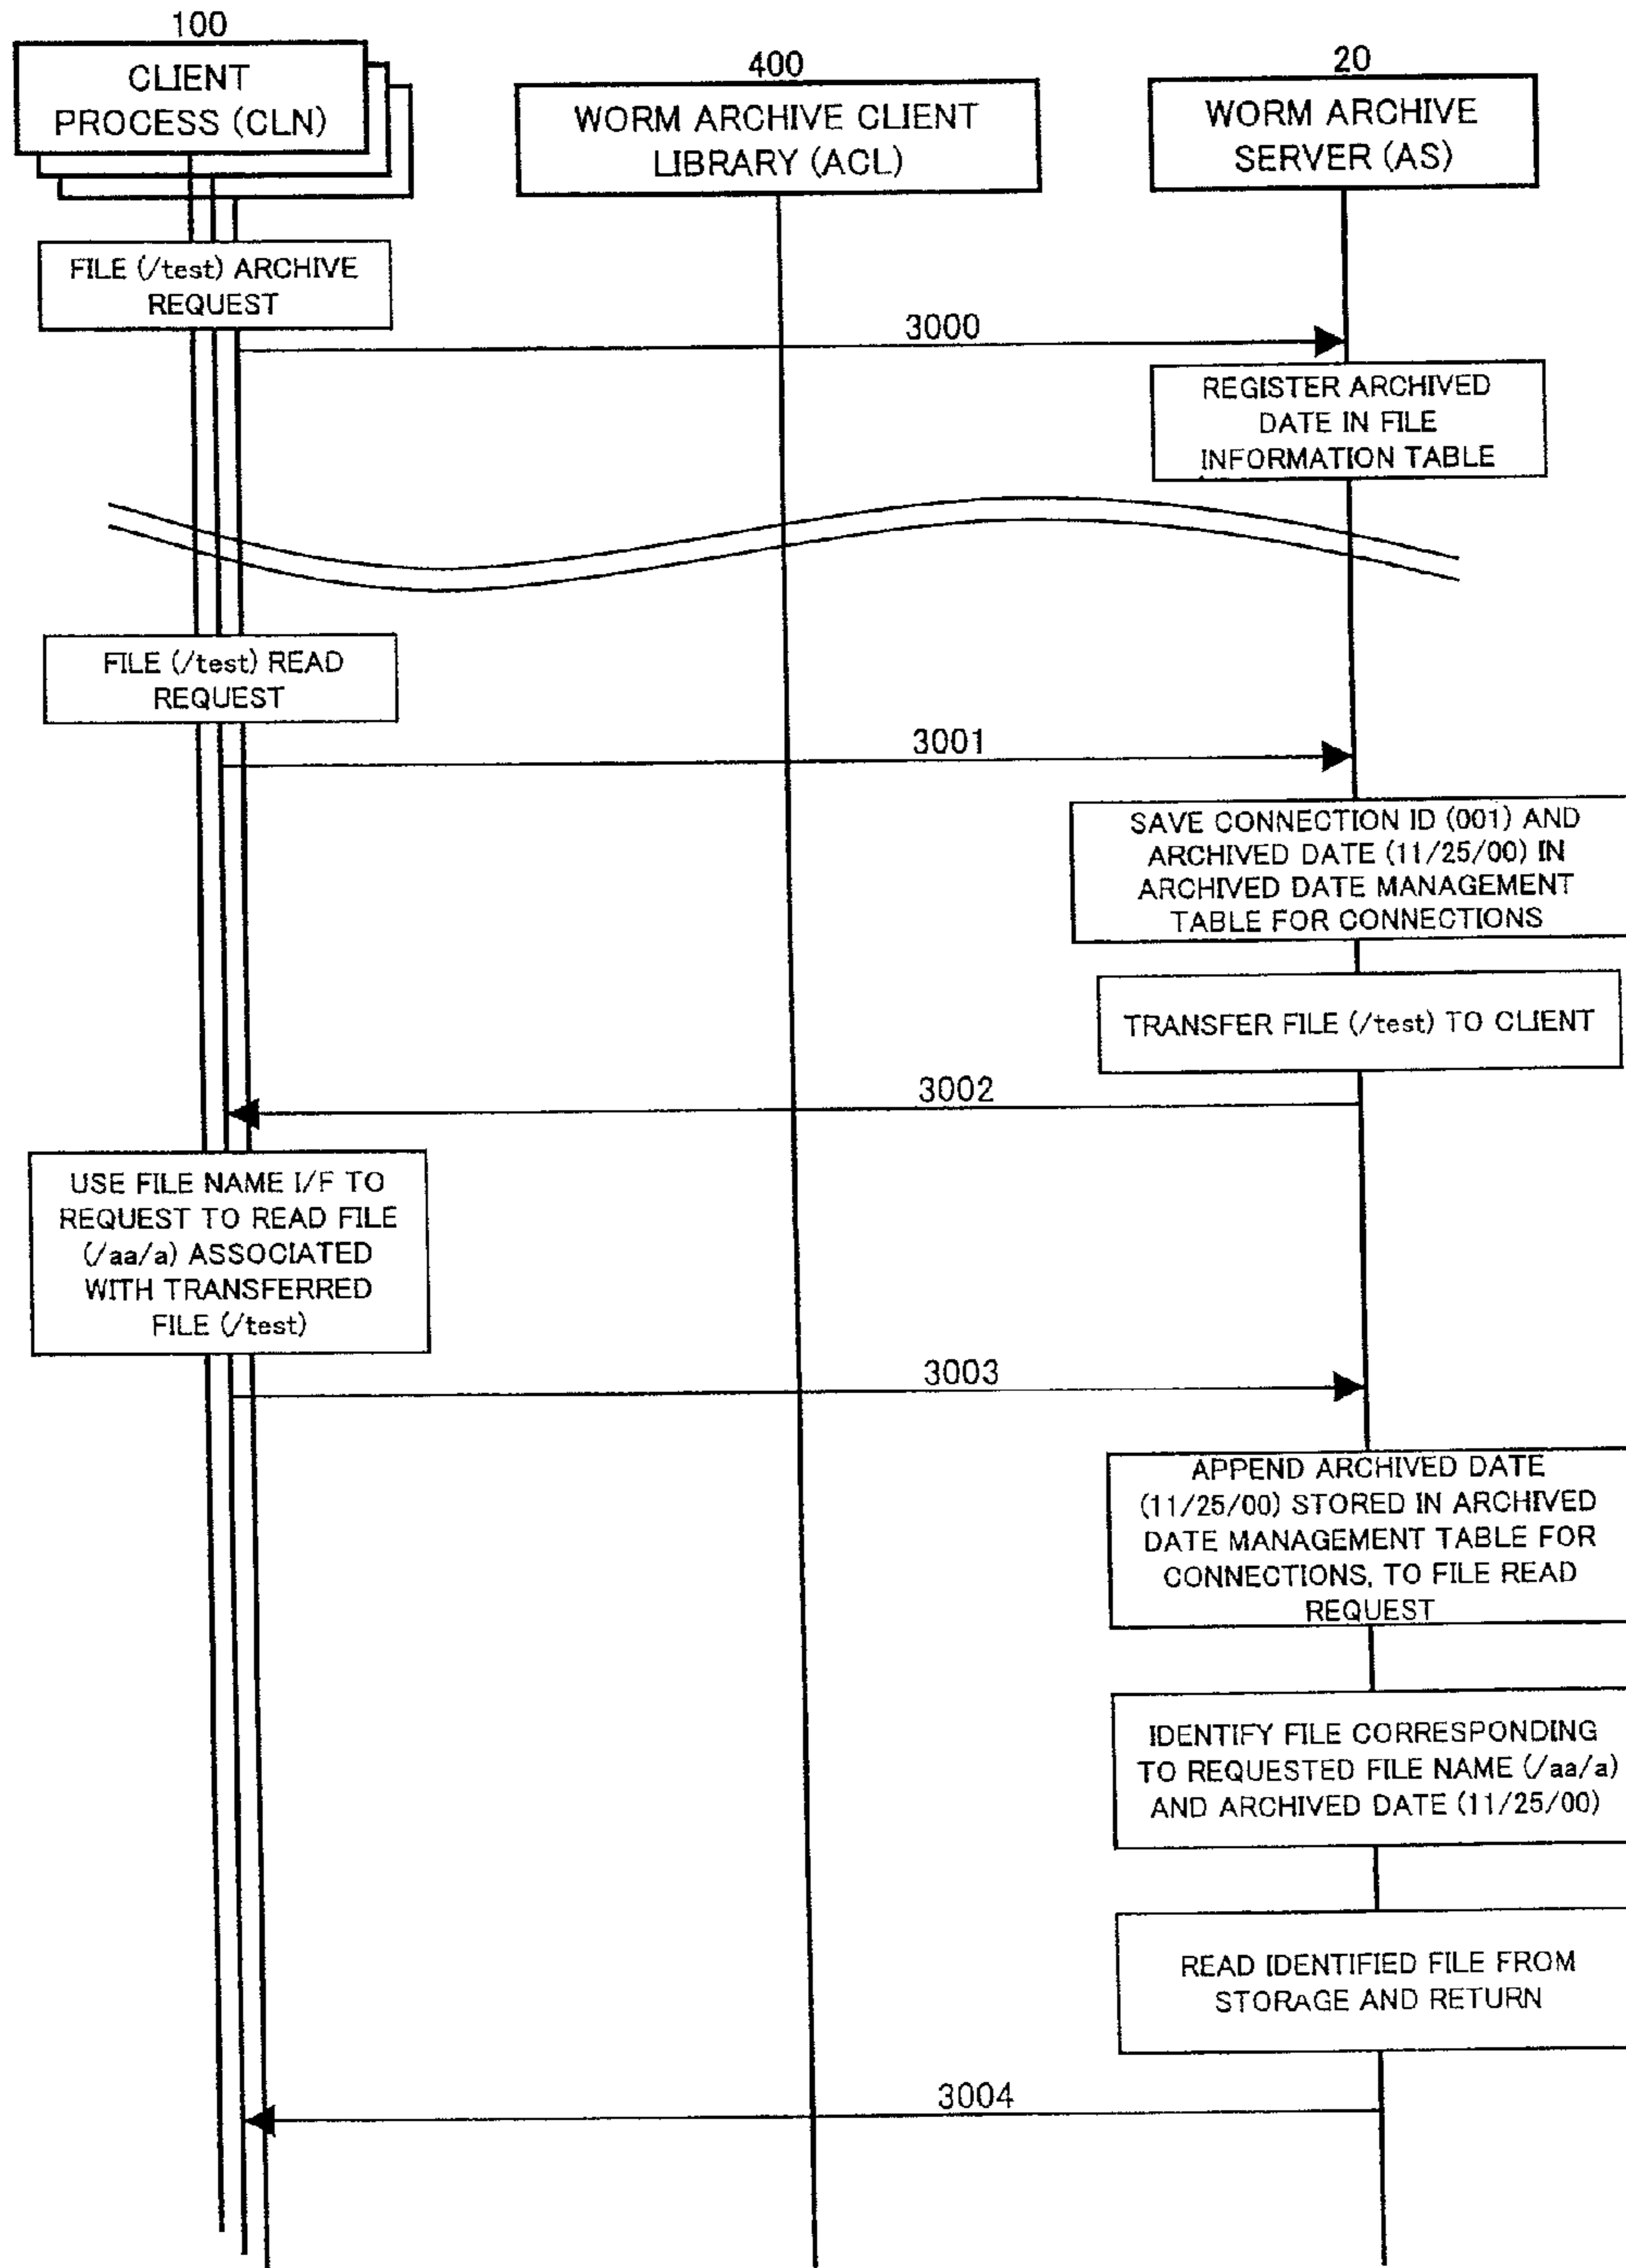 100
CLIENT
PROCESS (CLN)
400
WORM ARCHIVE CLIENT
LIBRARY (ACL)
20
WORM ARCHIVE
SERVER (AS)
FILE (/test) ARCHIVE
REQUEST
3000
REGISTER ARCHIVED
DATE IN FILE
INFORMATION TABLE
FILE (/test) READ
REQUEST
3001
SAVE CONNECTION ID (001) AND
ARCHIVED DATE (11/25/00) IN
ARCHIVED DATE MANAGEMENT
TABLE FOR CONNECTIONS
TRANSFER FILE (/test) TO CLIENT
3002
USE FILE NAME I/F TO
REQUEST TO READ FILE
(/aa/a) ASSOCIATED
WITH TRANSFERRED
FILE (/test)
3003
APPEND ARCHIVED DATE
(11/25/00) STORED IN ARCHIVED
DATE MANAGEMENT TABLE FOR
CONNECTIONS, TO FILE READ
REQUEST
IDENTIFY FILE CORRESPONDING
TO REQUESTED FILE NAME (/aa/a)
AND ARCHIVED DATE (11/25/00)
READ IDENTIFIED FILE FROM
STORAGE AND RETURN
3004